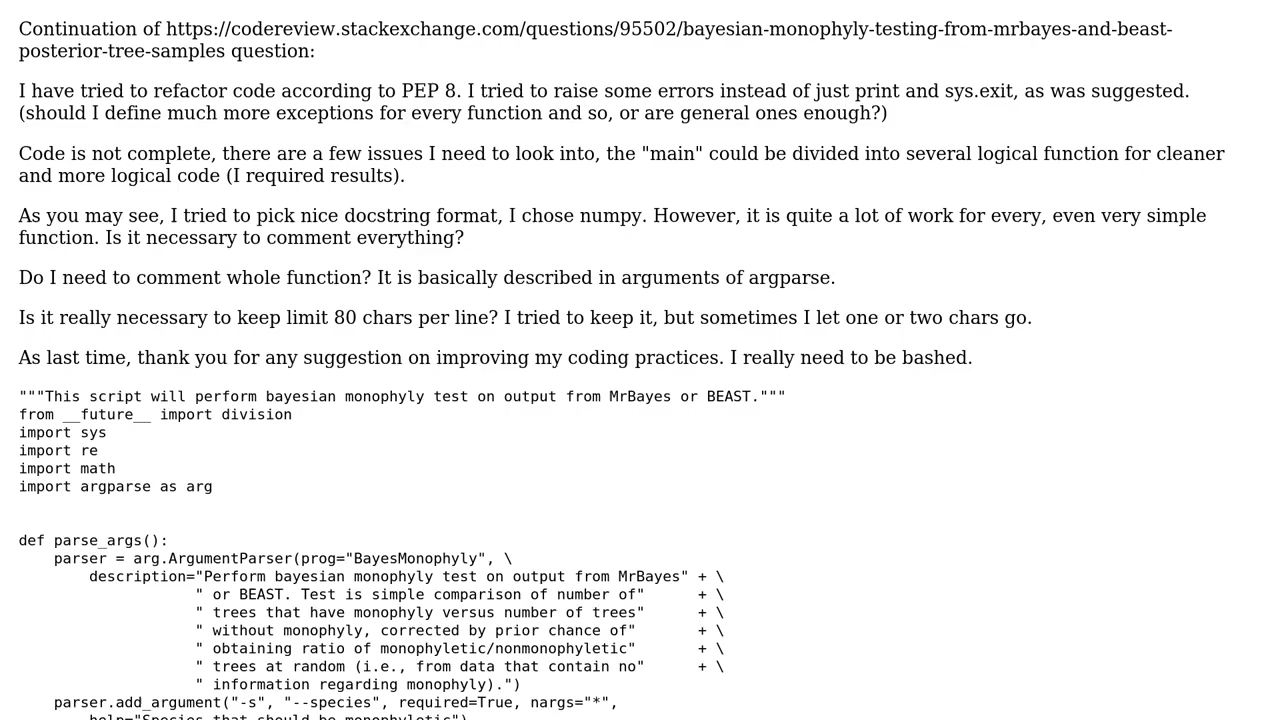 Continuation of https://codereview.stackexchange.com/questions/95502/bayesian-monophyly-testing-from-mrbayes-and-beast-
posterior-tree-samples question:
I have tried to refactor code according to PEP 8. I tried to raise some errors instead of just print and sys.exit, as was suggested.
(should I define much more exceptions for every function and so, or are general ones enough?)
Code is not complete, there are a few issues I need to look into, the "main" could be divided into several logical function for cleaner
and more logical code (I required results).
As you may see, I tried to pick nice docstring format, I chose numpy. However, it is quite a lot of work for every, even very simple
function. Is it necessary to comment everything?
Do I need to comment whole function? It is basically described in arguments of argparse.
Is it really necessary to keep limit 80 chars per line? I tried to keep it, but sometimes I let one or two chars go.
As last time, thank you for any suggestion on improving my coding practices. I really need to be bashed.
"""This script will perform bayesian monophyly test on output from MrBayes or BEAST."""
from __future__ import division
import sys
import re
import math
import argparse as arg
def parse_args():
    parser = arg.ArgumentParser(prog="BayesMonophyly", \
        description="Perform bayesian monophyly test on output from MrBayes" + \
                    " or BEAST. Test is simple comparison of number of"      + \
                    " trees that have monophyly versus number of trees"      + \
                    " without monophyly, corrected by prior chance of"       + \
                    " obtaining ratio of monophyletic/nonmonophyletic"       + \
                    " trees at random (i.e., from data that contain no"      + \
                    " information regarding monophyly).")
    parser.add_argument("-s", "--species", required=True, nargs="*",
        help="Species that should be monophyletic")